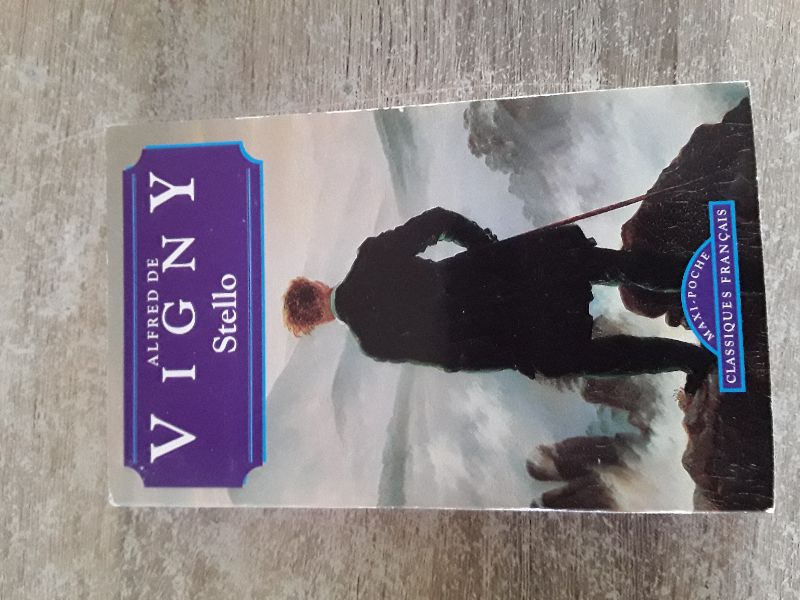 ALFRED DE
VIGNY
Stello
MAXI-POCHE
CLASSIQUES FRANÇAIS